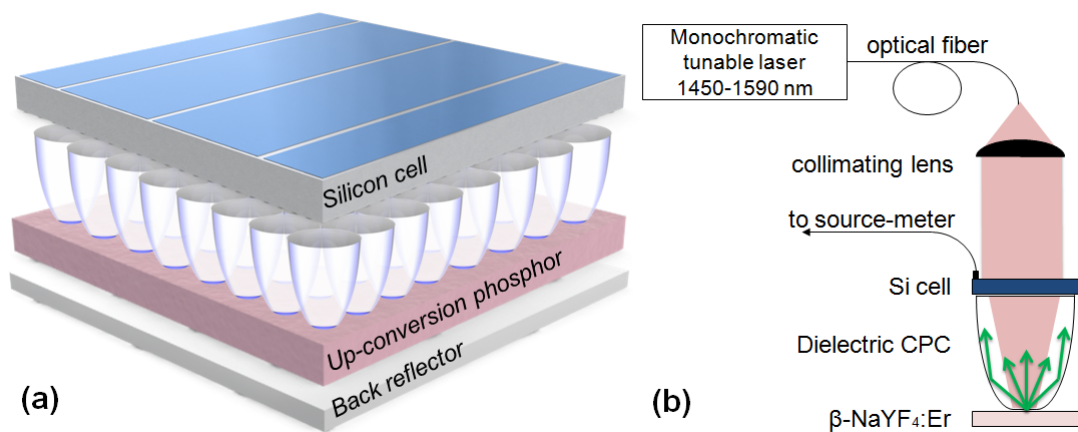 Silicon cell
Up-conversion phosphor
Back reflector
(a)
Monochromatic
tunable laser
1450-1590 nm
optical fiber
collimating lens
to source-meter
Si cell
Dielectric CPC
β-NaYF₄:Er
(b)